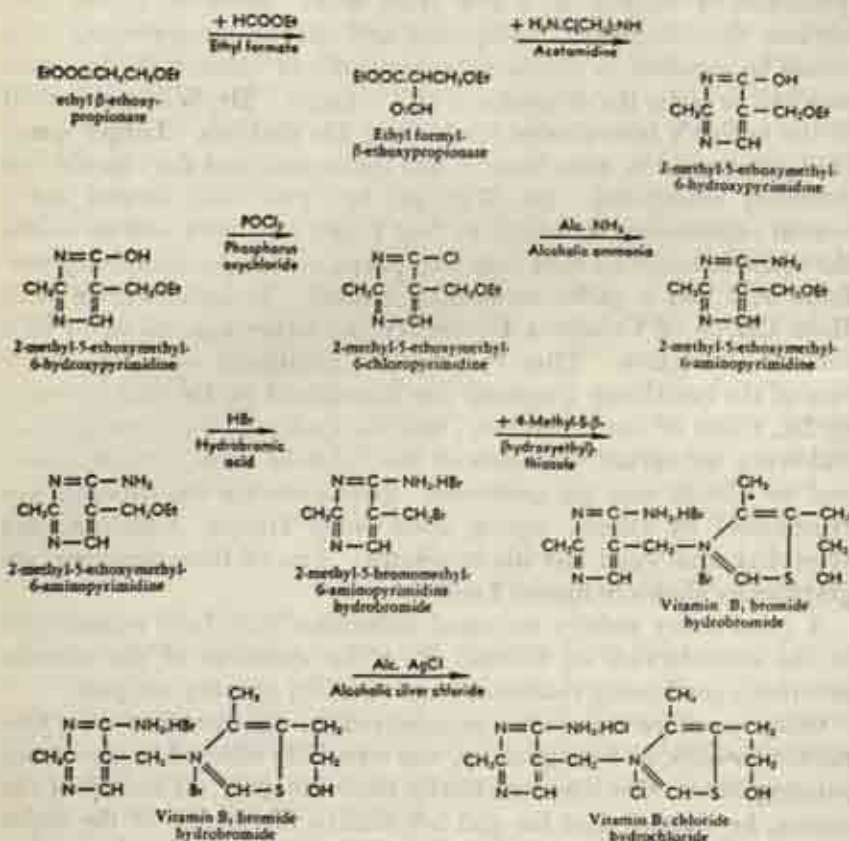 + HCOOEt
Ethyl formate
+ H₂N.C(CH₃):NH
Acetamidine
EtOOC.CH₂CH₂OEt
ethyl β-ethoxy-
propionate
EtOOC.CHCH₂OEt
O:CH
Ethyl formyl-
β-ethoxypropionate
N=C—OH
CH₃C C—CH₂OEt
N—CH
2-methyl-5-ethoxymethyl-
6-hydroxypyrimidine
POCl₃
Phosphorus
oxychloride
Alc. NH₃
Alcoholic ammonia
N=C—OH
CH₃C C—CH₂OEt
N—CH
2-methyl-5-ethoxymethyl-
6-hydroxypyrimidine
N=C—Cl
CH₃C C—CH₂OEt
N—CH
2-methyl-5-ethoxymethyl-
6-chloropyrimidine
N=C—NH₂
CH₃C C—CH₂OEt
N—CH
2-methyl-5-ethoxymethyl-
6-aminopyrimidine
HBr
Hydrobromic
acid
+ 4-Methyl-5-β-
(hydroxyethyl)-
thiazole
N=C—NH₂
CH₃C C—CH₂OEt
N—CH
2-methyl-5-ethoxymethyl-
6-aminopyrimidine
N=C—NH₂.HBr
CH₃C C—CH₂Br
N—CH
2-methyl-5-bromomethyl-
6-aminopyrimidine
hydrobromide
CH₃
N=C—NH₂.HBr C=C—CH₂
CH₃C C—CH₂—N CH₂
N—CH Br CH—S OH
Vitamin B₁ bromide
hydrobromide
Alc. AgCl
Alcoholic silver chloride
CH₃
N=C—NH₂.HBr C=C—CH₂
CH₃C C—CH₂—N CH₂
N—CH Br CH—S OH
Vitamin B₁ bromide
hydrobromide
CH₃
N=C—NH₂.HCl C=C—CH₂
CH₃C C—CH₂—N CH₂
N—CH Cl CH—S OH
Vitamin B₁ chloride
hydrochloride